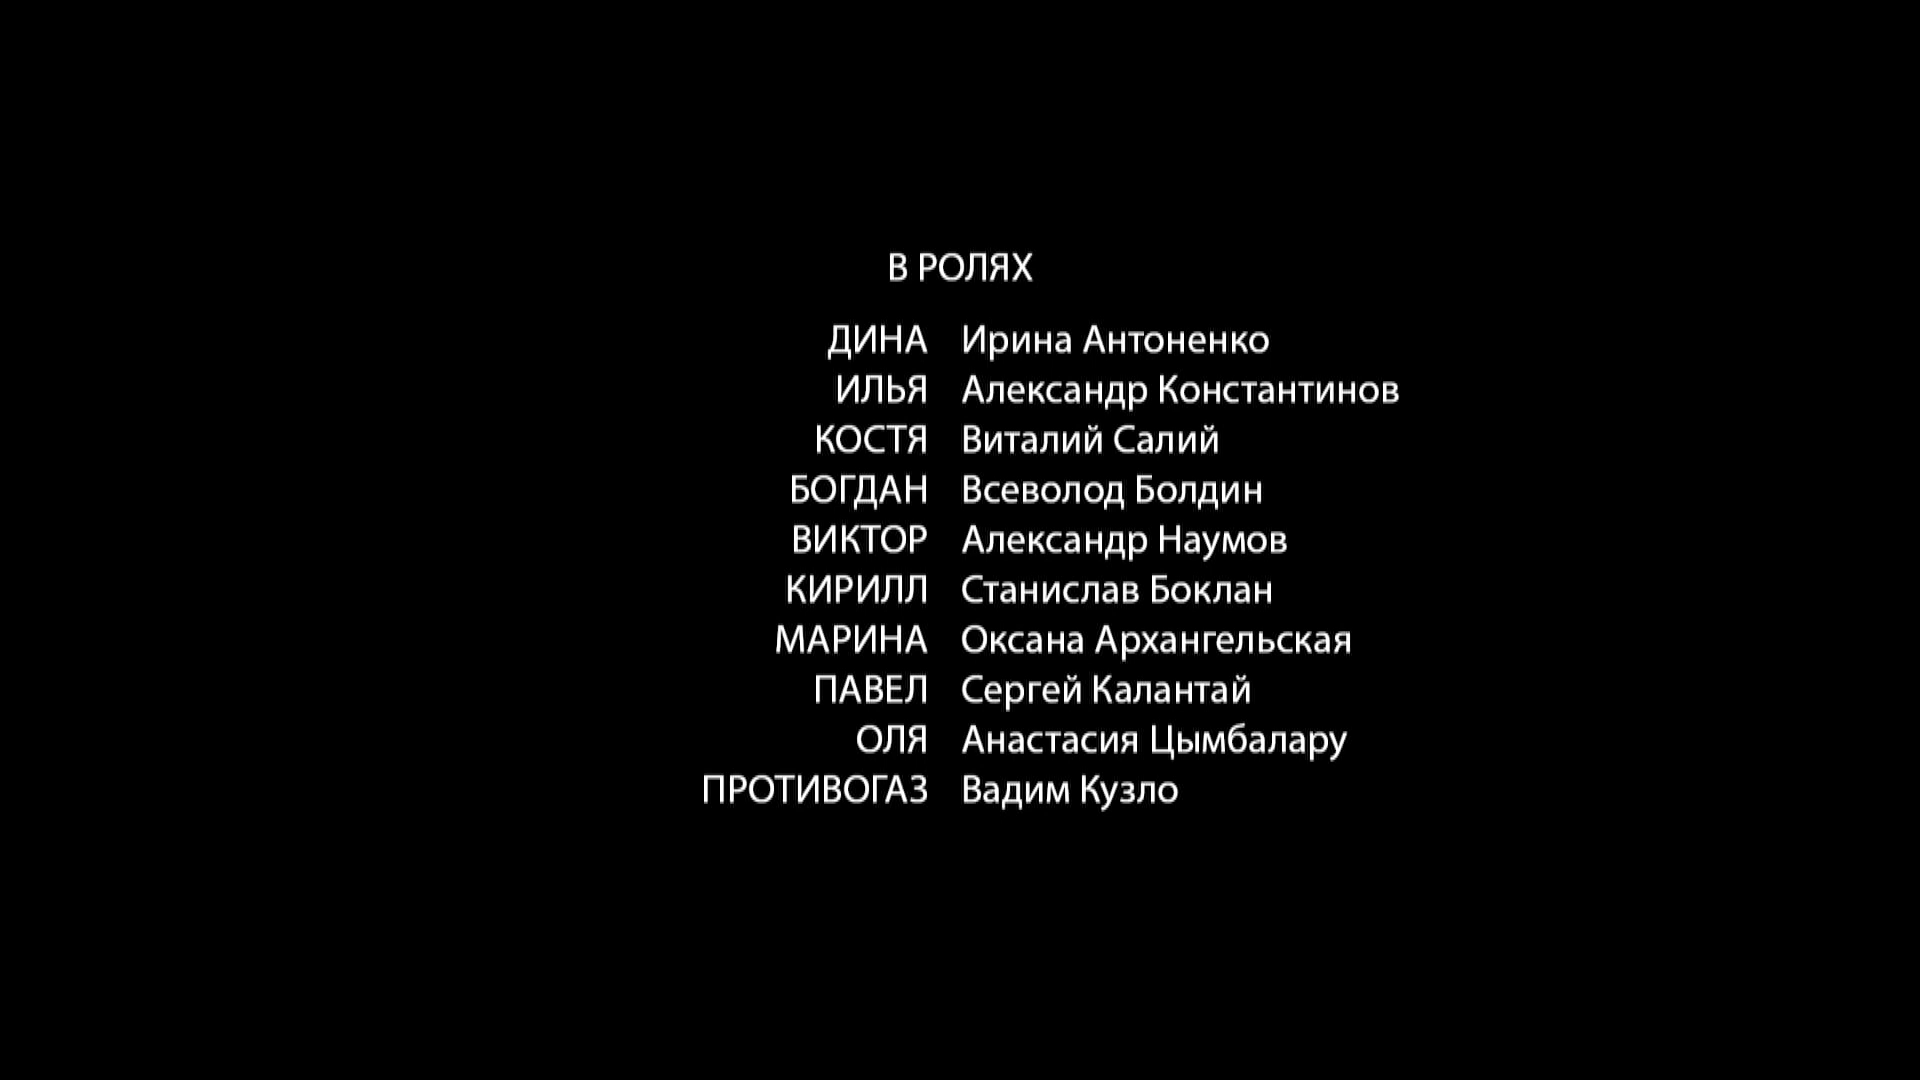 В РОЛЯХ
ДИНА Ирина Антоненко
ИЛЬЯ Александр Константинов
КОСТЯ Виталий Салий
БОГДАН Всеволод Болдин
ВИКТОР Александр Наумов
КИРИЛЛ Станислав Боклан
МАРИНА Оксана Архангельская
ПАВЕЛ Сергей Калантай
ОЛЯ Анастасия Цымбалару
ПРОТИВОГАЗ Вадим Кузло